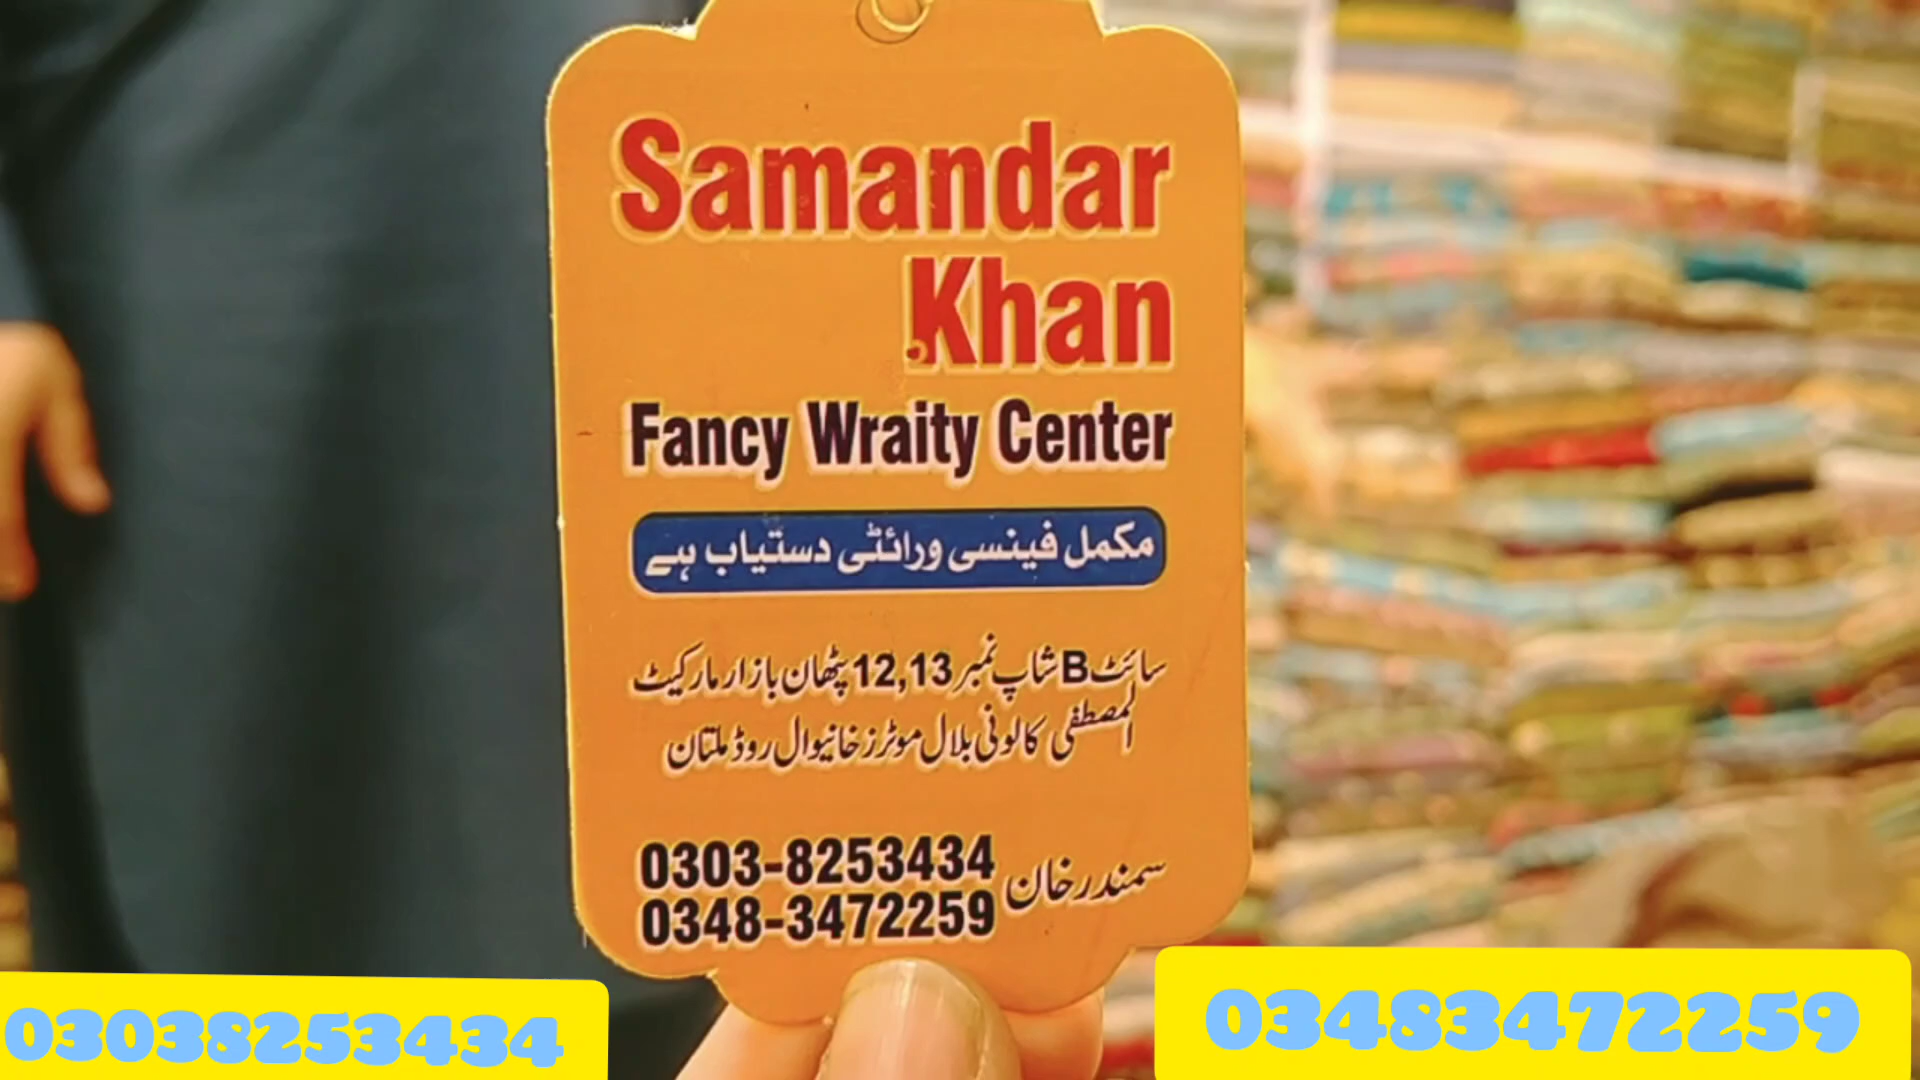 Samandar
Khan
Fancy Wraity Center
مکمل فینسی ورائٹی دستیاب ہے
سائٹ B شاپ نمبر 12,13 پٹھان بازار مارکیٹ
المصطفی کالونی بلال موٹرز خانیوال روڈ ملتان
0303-8253434
0348-3472259
سمندر خان
03038253434
03483472259